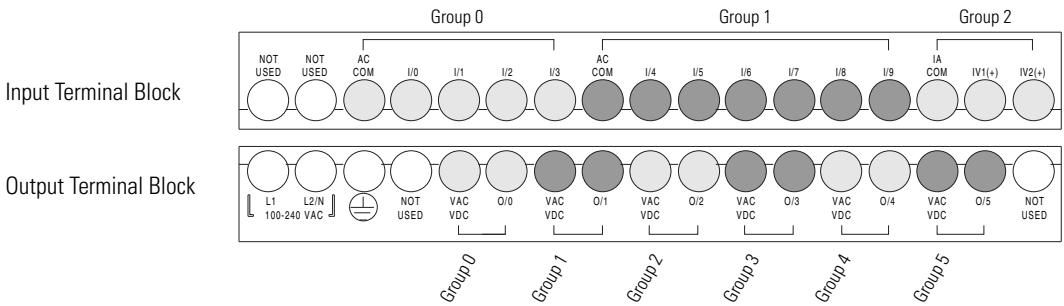 Group 0 Group 1 Group 2
NOT USED NOT USED AC COM I/0 I/1 I/2 I/3 AC COM I/4 I/5 I/6 I/7 I/8 I/9 IA COM IV1(+) IV2(+)
Input Terminal Block
Output Terminal Block
L1 L2/N NOT USED VAC VDC O/0 VAC VDC O/1 VAC VDC O/2 VAC VDC O/3 VAC VDC O/4 VAC VDC O/5 NOT USED
100-240 VAC
Group 0 Group 1 Group 2 Group 3 Group 4 Group 5